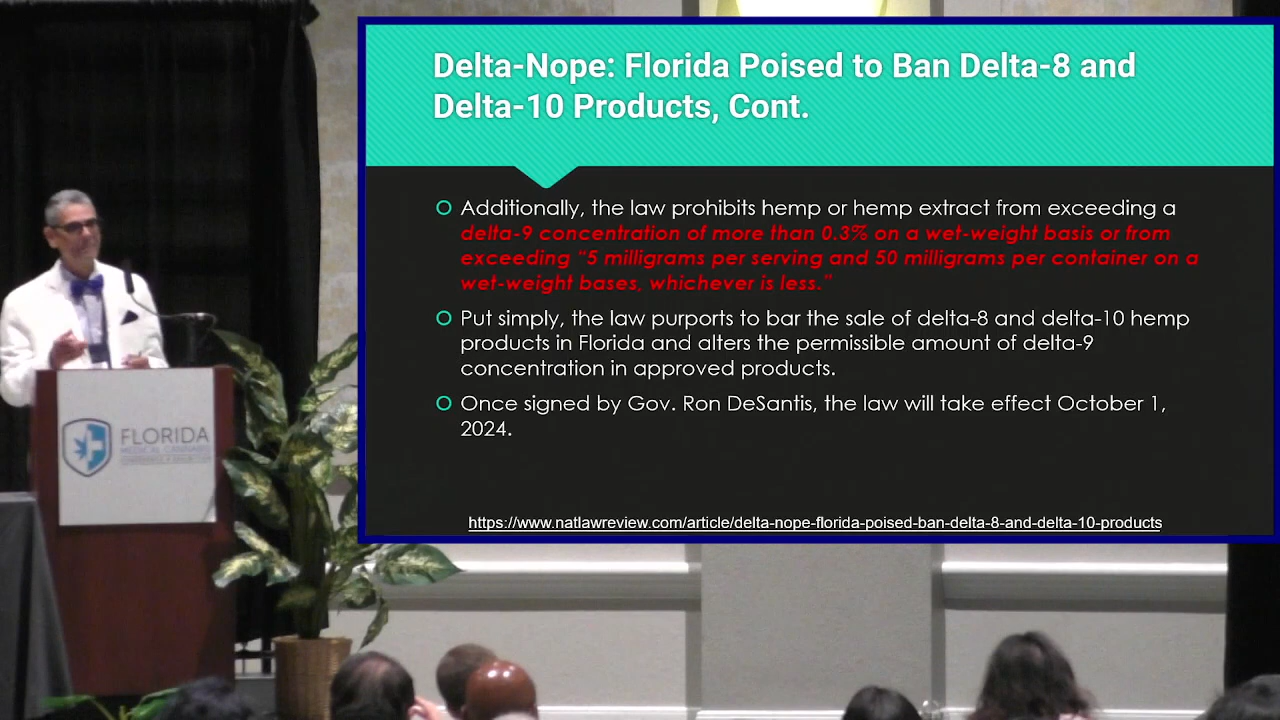 Delta-Nope: Florida Poised to Ban Delta-8 and
Delta-10 Products, Cont.
Additionally, the law prohibits hemp or hemp extract from exceeding a
delta-9 concentration of more than 0.3% on a wet-weight basis or from
exceeding "5 milligrams per serving and 50 milligrams per container on a
wet-weight bases, whichever is less."
Put simply, the law purports to bar the sale of delta-8 and delta-10 hemp
products in Florida and alters the permissible amount of delta-9
concentration in approved products.
Once signed by Gov. Ron DeSantis, the law will take effect October 1,
2024.
https://www.natlawreview.com/article/delta-nope-florida-poised-ban-delta-8-and-delta-10-products
FLORIDA
MEDICAL CANNABIS